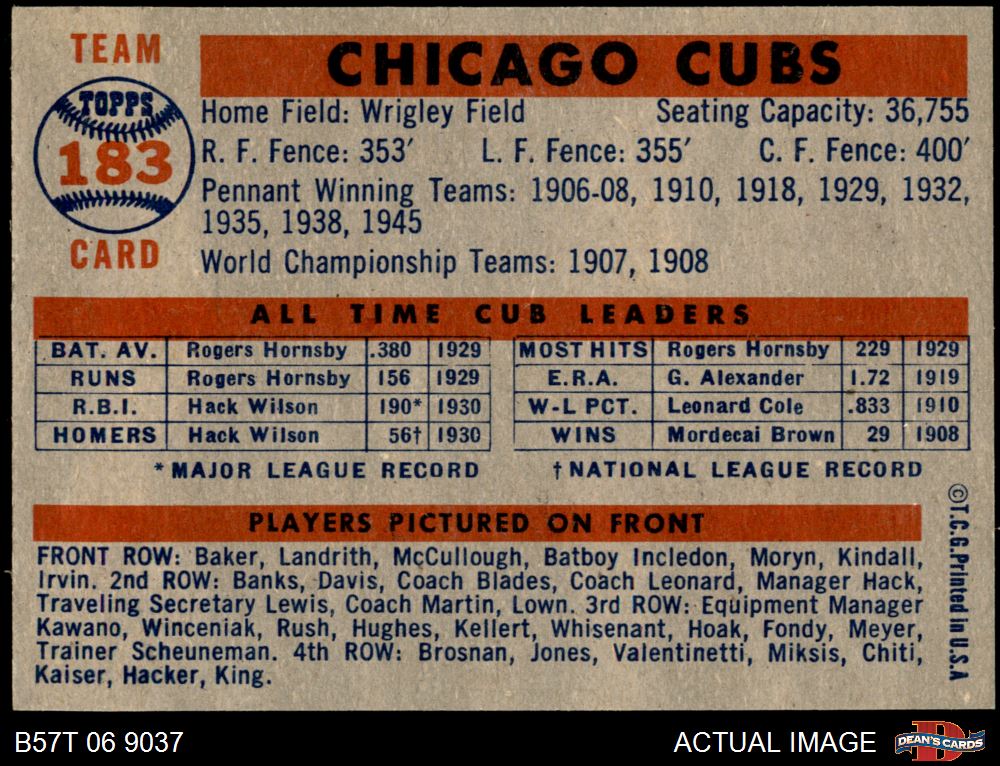 TEAM
TOPPS
183
CARD
CHICAGO CUBS
Home Field: Wrigley Field Seating Capacity: 36,755
R. F. Fence: 353′ L. F. Fence: 355′ C. F. Fence: 400′
Pennant Winning Teams: 1906-08, 1910, 1918, 1929, 1932,
1935, 1938, 1945
World Championship Teams: 1907, 1908
ALL TIME CUB LEADERS
BAT. AV. Rogers Hornsby .380 1929 MOST HITS Rogers Hornsby 229 1929
RUNS Rogers Hornsby 156 1929 E.R.A. G. Alexander 1.72 1919
R.B.I. Hack Wilson 190* 1930 W-L PCT. Leonard Cole .833 1910
HOMERS Hack Wilson 56† 1930 WINS Mordecai Brown 29 1908
*MAJOR LEAGUE RECORD †NATIONAL LEAGUE RECORD
PLAYERS PICTURED ON FRONT
FRONT ROW: Baker, Landrith, McCullough, Batboy Incledon, Moryn, Kindall,
Irvin. 2nd ROW: Banks, Davis, Coach Blades, Coach Leonard, Manager Hack,
Traveling Secretary Lewis, Coach Martin, Lown. 3rd ROW: Equipment Manager
Kawano, Winceniak, Rush, Hughes, Kellert, Whisenant, Hoak, Fondy, Meyer,
Trainer Scheuneman. 4th ROW: Brosnan, Jones, Valentinetti, Miksis, Chiti,
Kaiser, Hacker, King.
©T.C.G.Printed in U.S.A
B57T 06 9037 ACTUAL IMAGE
DEAN'S CARDS